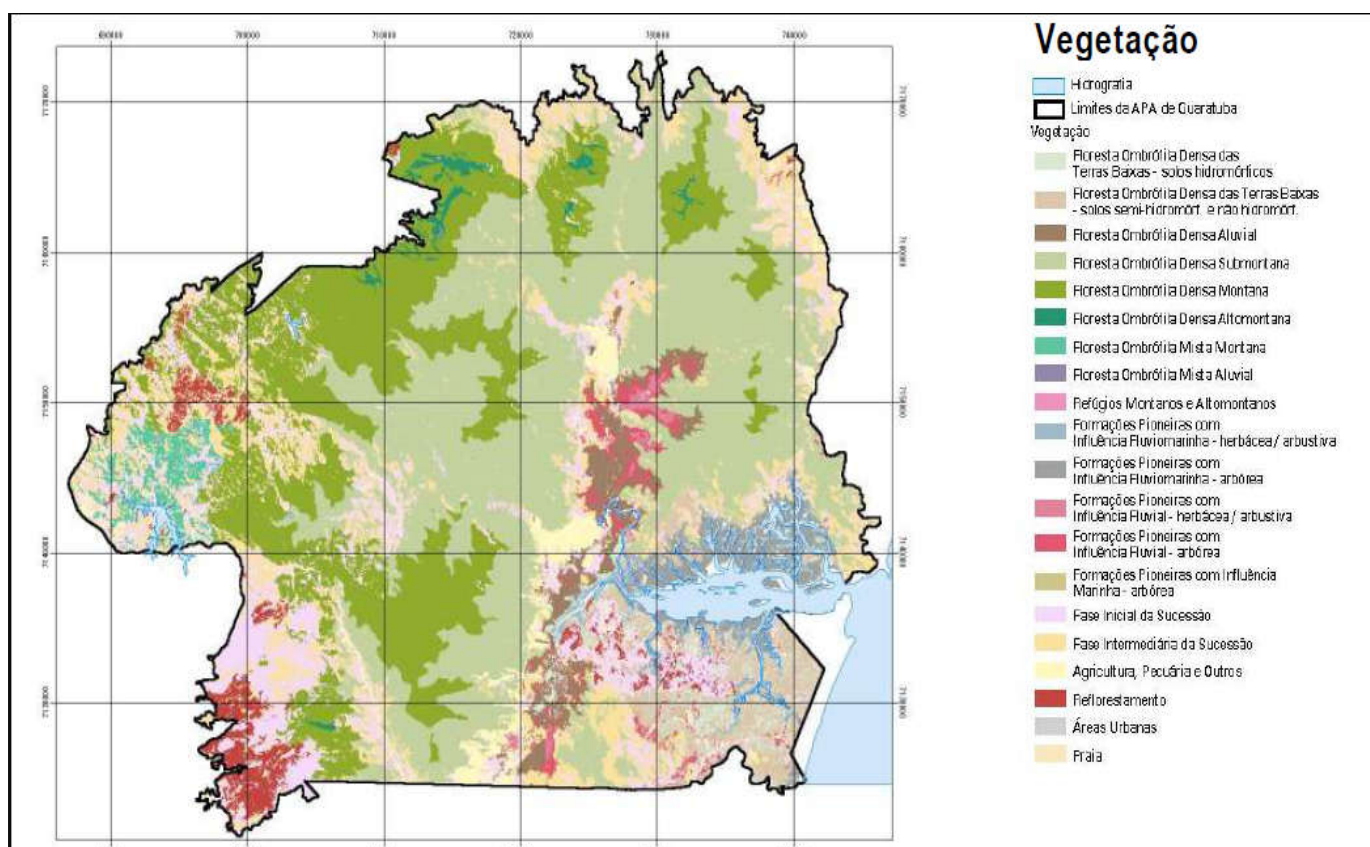 Vegetação
Hidrografia
Limites da APA de Guaratuba
Vegetação
Floresta Ombrófila Densa das
Terras Baixas - solos hidromórficos
Floresta Ombrófila Densa das Terras Baixas
- solos semi-hidromórf. e não hidromórf.
Floresta Ombrófila Densa Aluvial
Floresta Ombrófila Densa Submontana
Floresta Ombrófila Densa Montana
Floresta Ombrófila Densa Altomontana
Floresta Ombrófila Mista Montana
Floresta Ombrófila Mista Aluvial
Refúgios Montanos e Altomontanos
Formações Pioneiras com
Influência Fluviomarinha - herbácea / arbustiva
Formações Pioneiras com
Influência Fluviomarinha - arbórea
Formações Pioneiras com
Influência Fluvial - herbácea / arbustiva
Formações Pioneiras com
Influência Fluvial - arbórea
Formações Pioneiras com Influência
Marinha - arbórea
Fase Inicial da Sucessão
Fase Intermediária da Sucessão
Agricultura, Pecuária e Outros
Reflorestamento
Áreas Urbanas
Praia